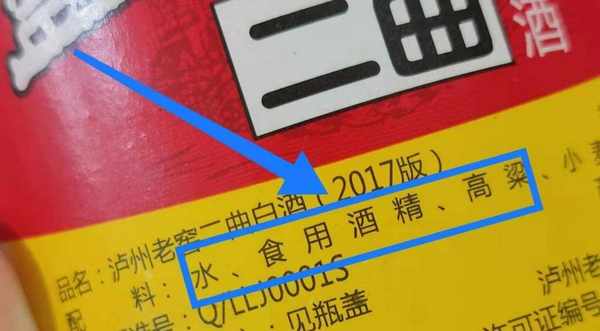 二曲
酒
品名:泸州老窖二曲白酒(2017版)
配料:水、食用酒精、高粱、小
Q/LLJ0001S
见瓶盖
泸州老
许可证编号